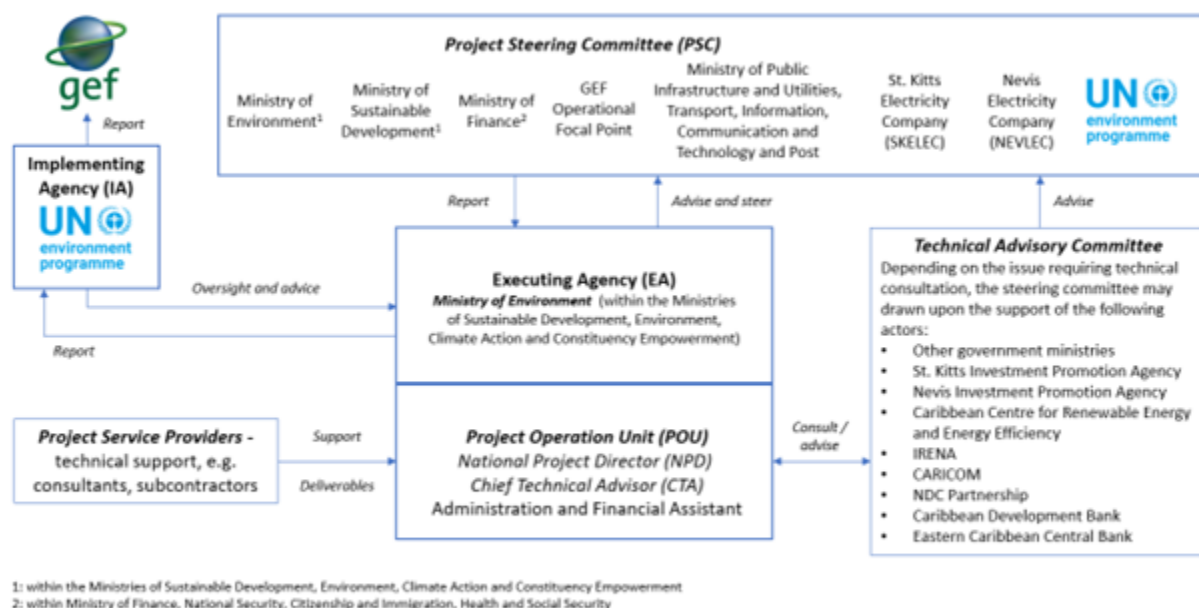 gef
Report
Implementing
Agency (IA)
UN
environment
programme
Project Steering Committee (PSC)
Ministry of
Environment¹
Ministry of
Sustainable
Development¹
Ministry of
Finance²
GEF
Operational
Focal Point
Ministry of Public
Infrastructure and Utilities,
Transport, Information,
Communication and
Technology and Post
St. Kitts
Electricity
Company
(SKELEC)
Nevis
Electricity
Company
(NEVLEC)
UN
environment
programme
Report
Advise and steer
Advise
Oversight and advice
Report
Executing Agency (EA)
Ministry of Environment (within the Ministries
of Sustainable Development, Environment,
Climate Action and Constituency Empowerment)
Technical Advisory Committee
Depending on the issue requiring technical
consultation, the steering committee may
drawn upon the support of the following
actors:
• Other government ministries
• St. Kitts Investment Promotion Agency
• Nevis Investment Promotion Agency
• Caribbean Centre for Renewable Energy
and Energy Efficiency
• IRENA
• CARICOM
• NDC Partnership
• Caribbean Development Bank
• Eastern Caribbean Central Bank
Project Service Providers -
technical support, e.g.
consultants, subcontractors
Support
Deliverables
Project Operation Unit (POU)
National Project Director (NPD)
Chief Technical Advisor (CTA)
Administration and Financial Assistant
Consult /
advise
1: within the Ministries of Sustainable Development, Environment, Climate Action and Constituency Empowerment
2: within Ministry of Finance, National Security, Citizenship and Immigration, Health and Social Security